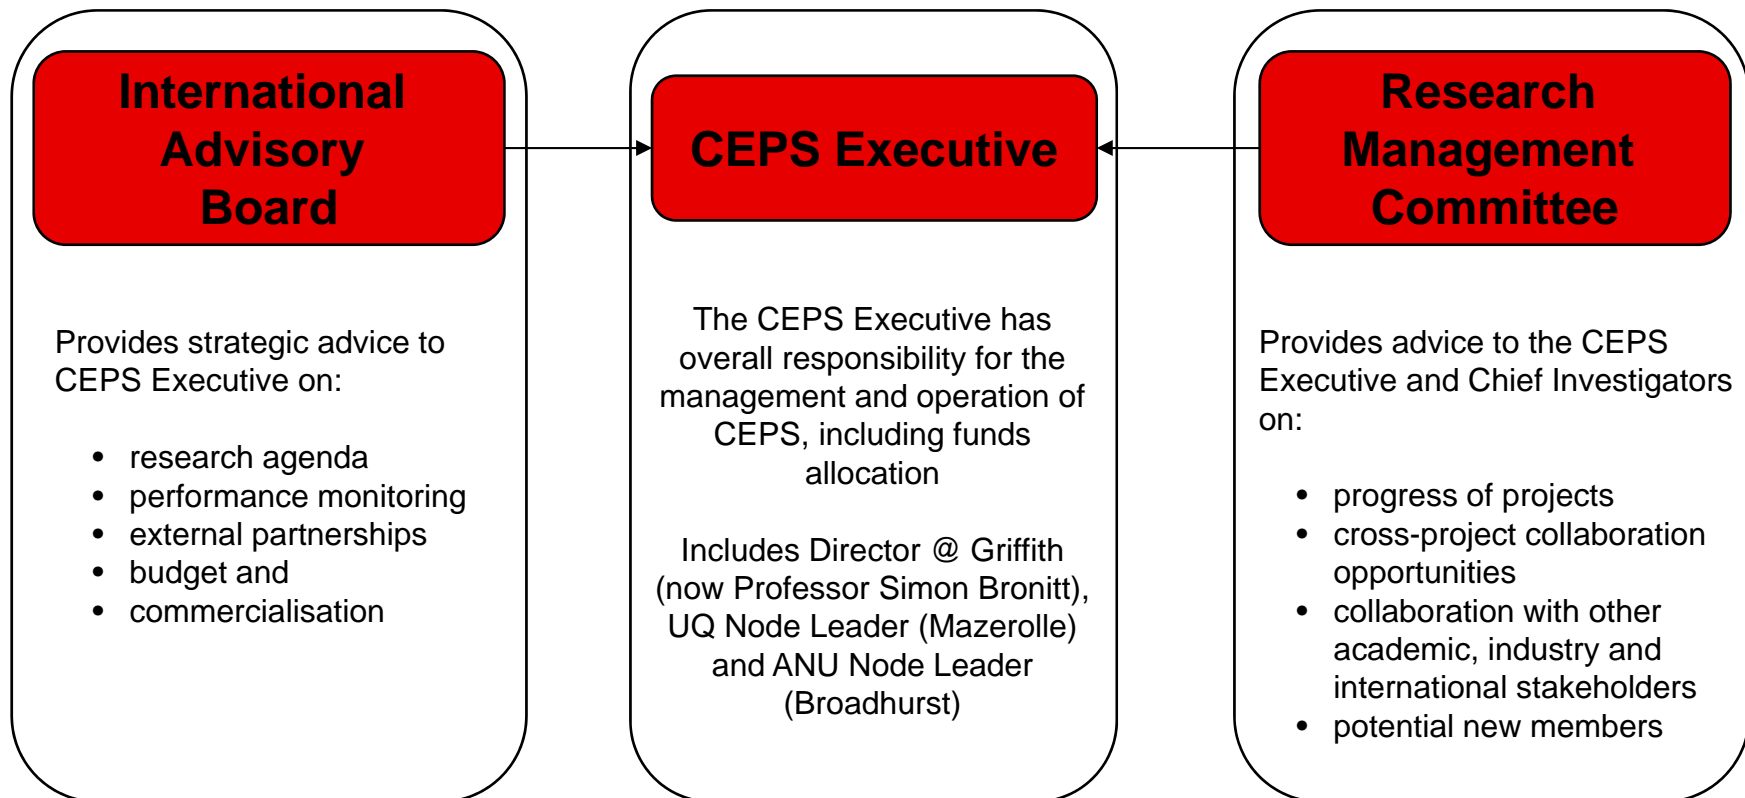 International
Advisory
Board
Provides strategic advice to
CEPS Executive on:
• research agenda
• performance monitoring
• external partnerships
• budget and
• commercialisation
CEPS Executive
The CEPS Executive has
overall responsibility for the
management and operation of
CEPS, including funds
allocation
Includes Director @ Griffith
(now Professor Simon Bronitt),
UQ Node Leader (Mazerolle)
and ANU Node Leader
(Broadhurst)
Research
Management
Committee
Provides advice to the CEPS
Executive and Chief Investigators
on:
• progress of projects
• cross-project collaboration
opportunities
• collaboration with other
academic, industry and
international stakeholders
• potential new members